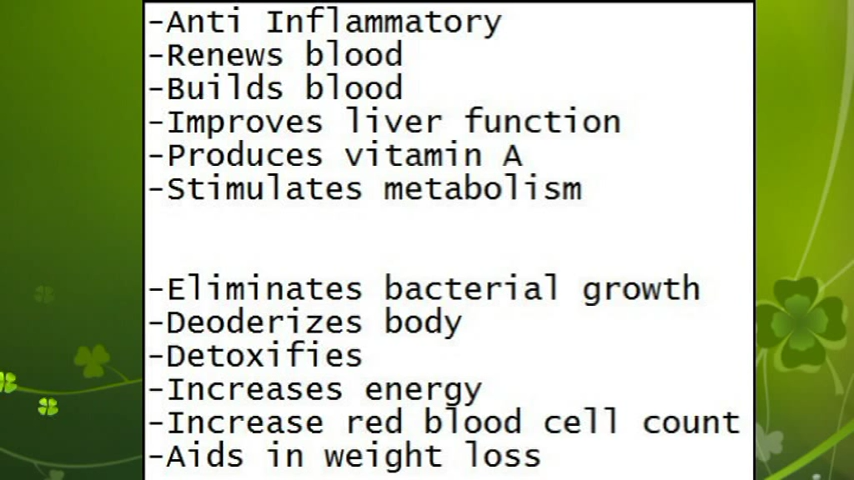 -Anti Inflammatory
-Renews blood
-Builds blood
-Improves liver function
-Produces vitamin A
-Stimulates metabolism
-Eliminates bacterial growth
-Deoderizes body
-Detoxifies
-Increases energy
-Increase red blood cell count
-Aids in weight loss